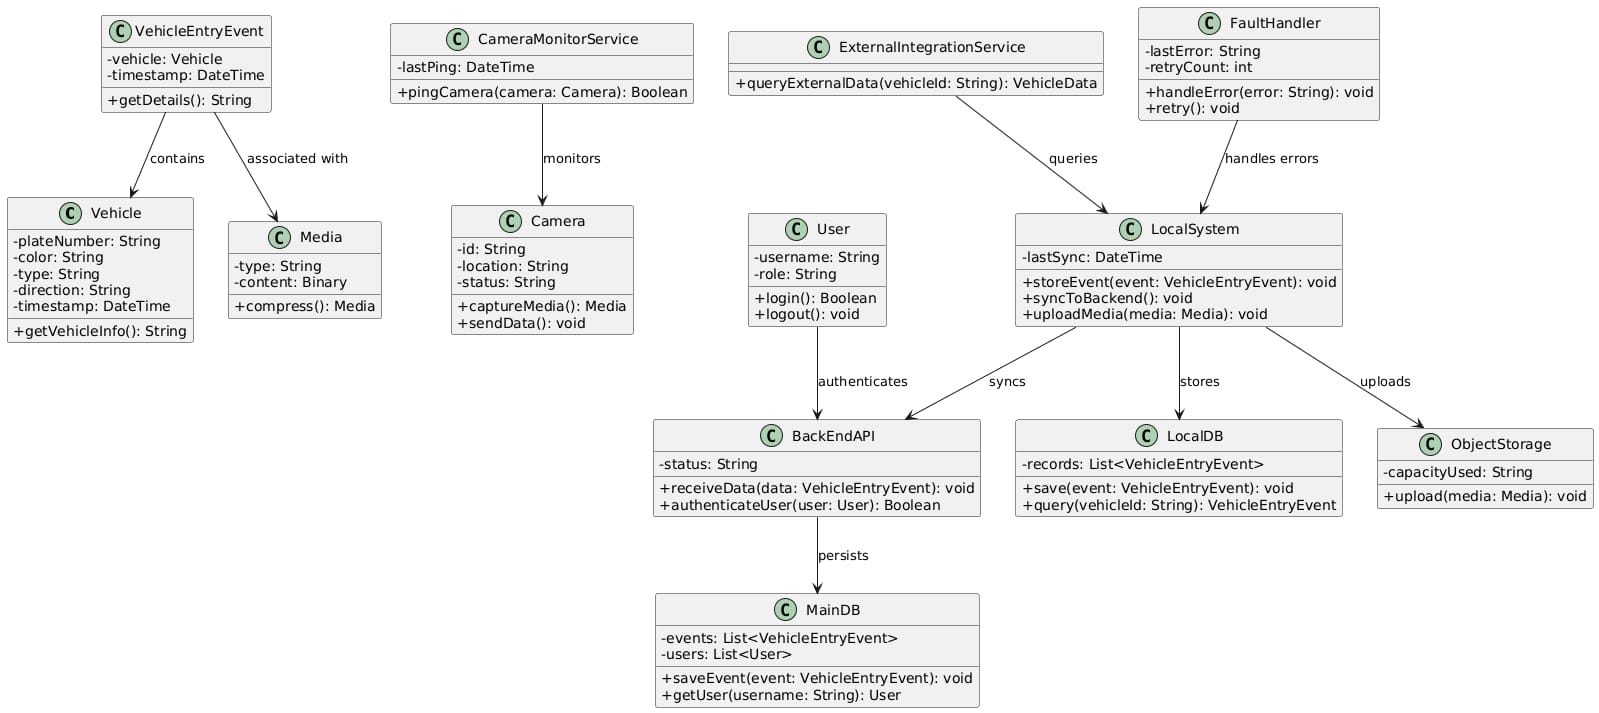 VehicleEntryEvent
-vehicle: Vehicle
-timestamp: DateTime
+getDetails(): String
CameraMonitorService
-lastPing: DateTime
+pingCamera(camera: Camera): Boolean
ExternalIntegrationService
+queryExternalData(vehicleId: String): VehicleData
FaultHandler
-lastError: String
-retryCount: int
+handleError(error: String): void
+retry(): void
contains
associated with
monitors
queries
handles errors
Vehicle
-plateNumber: String
-color: String
-type: String
-direction: String
-timestamp: DateTime
+getVehicleInfo(): String
Media
-type: String
-content: Binary
+compress(): Media
Camera
-id: String
-location: String
-status: String
+captureMedia(): Media
+sendData(): void
User
-username: String
-role: String
+login(): Boolean
+logout(): void
LocalSystem
-lastSync: DateTime
+storeEvent(event: VehicleEntryEvent): void
+syncToBackend(): void
+uploadMedia(media: Media): void
authenticates
syncs
stores
uploads
BackEndAPI
-status: String
+receiveData(data: VehicleEntryEvent): void
+authenticateUser(user: User): Boolean
LocalDB
-records: List<VehicleEntryEvent>
+save(event: VehicleEntryEvent): void
+query(vehicleId: String): VehicleEntryEvent
ObjectStorage
-capacityUsed: String
+upload(media: Media): void
persists
MainDB
-events: List<VehicleEntryEvent>
-users: List<User>
+saveEvent(event: VehicleEntryEvent): void
+getUser(username: String): User